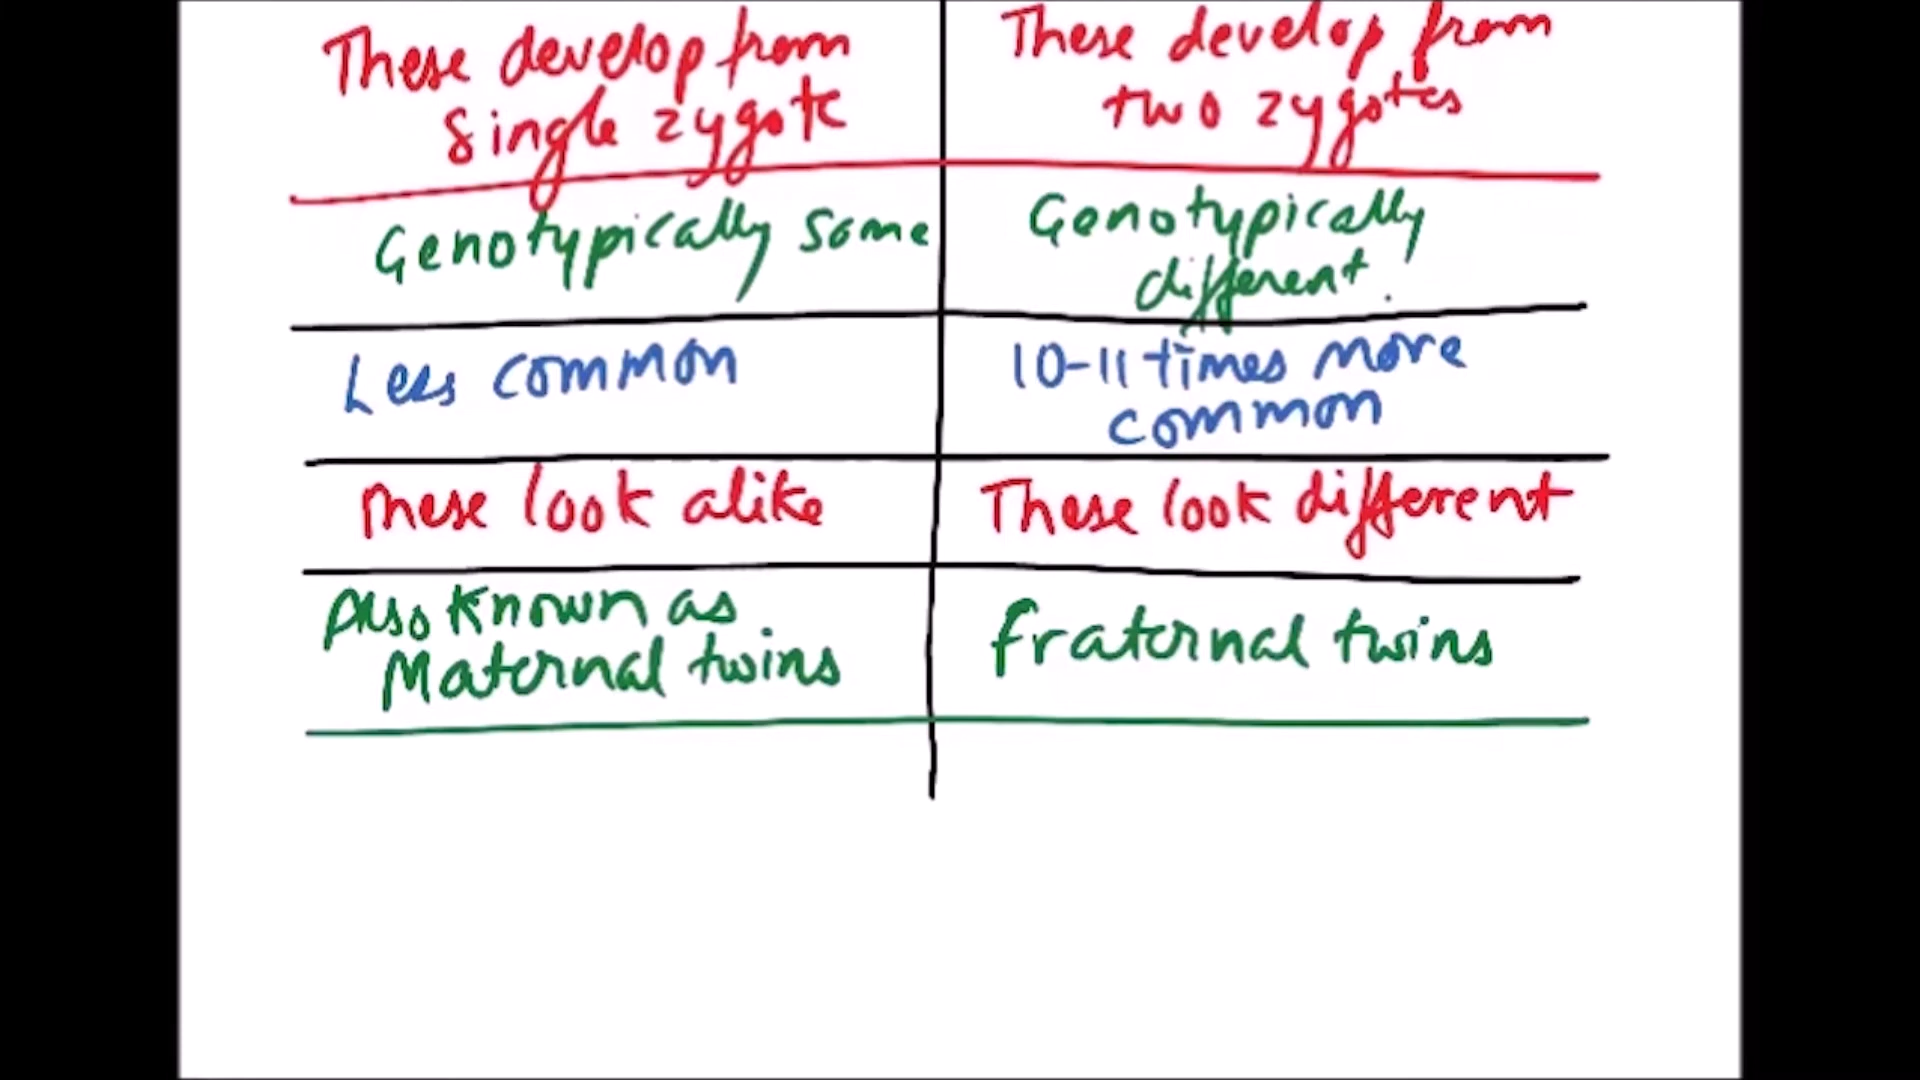 These develop from
single zygote
These develop from
two zygotes
Genotypically same
Genotypically
different.
Less common
10-11 times more
common
These look alike
These look different
Also known as
Maternal twins
fraternal twins